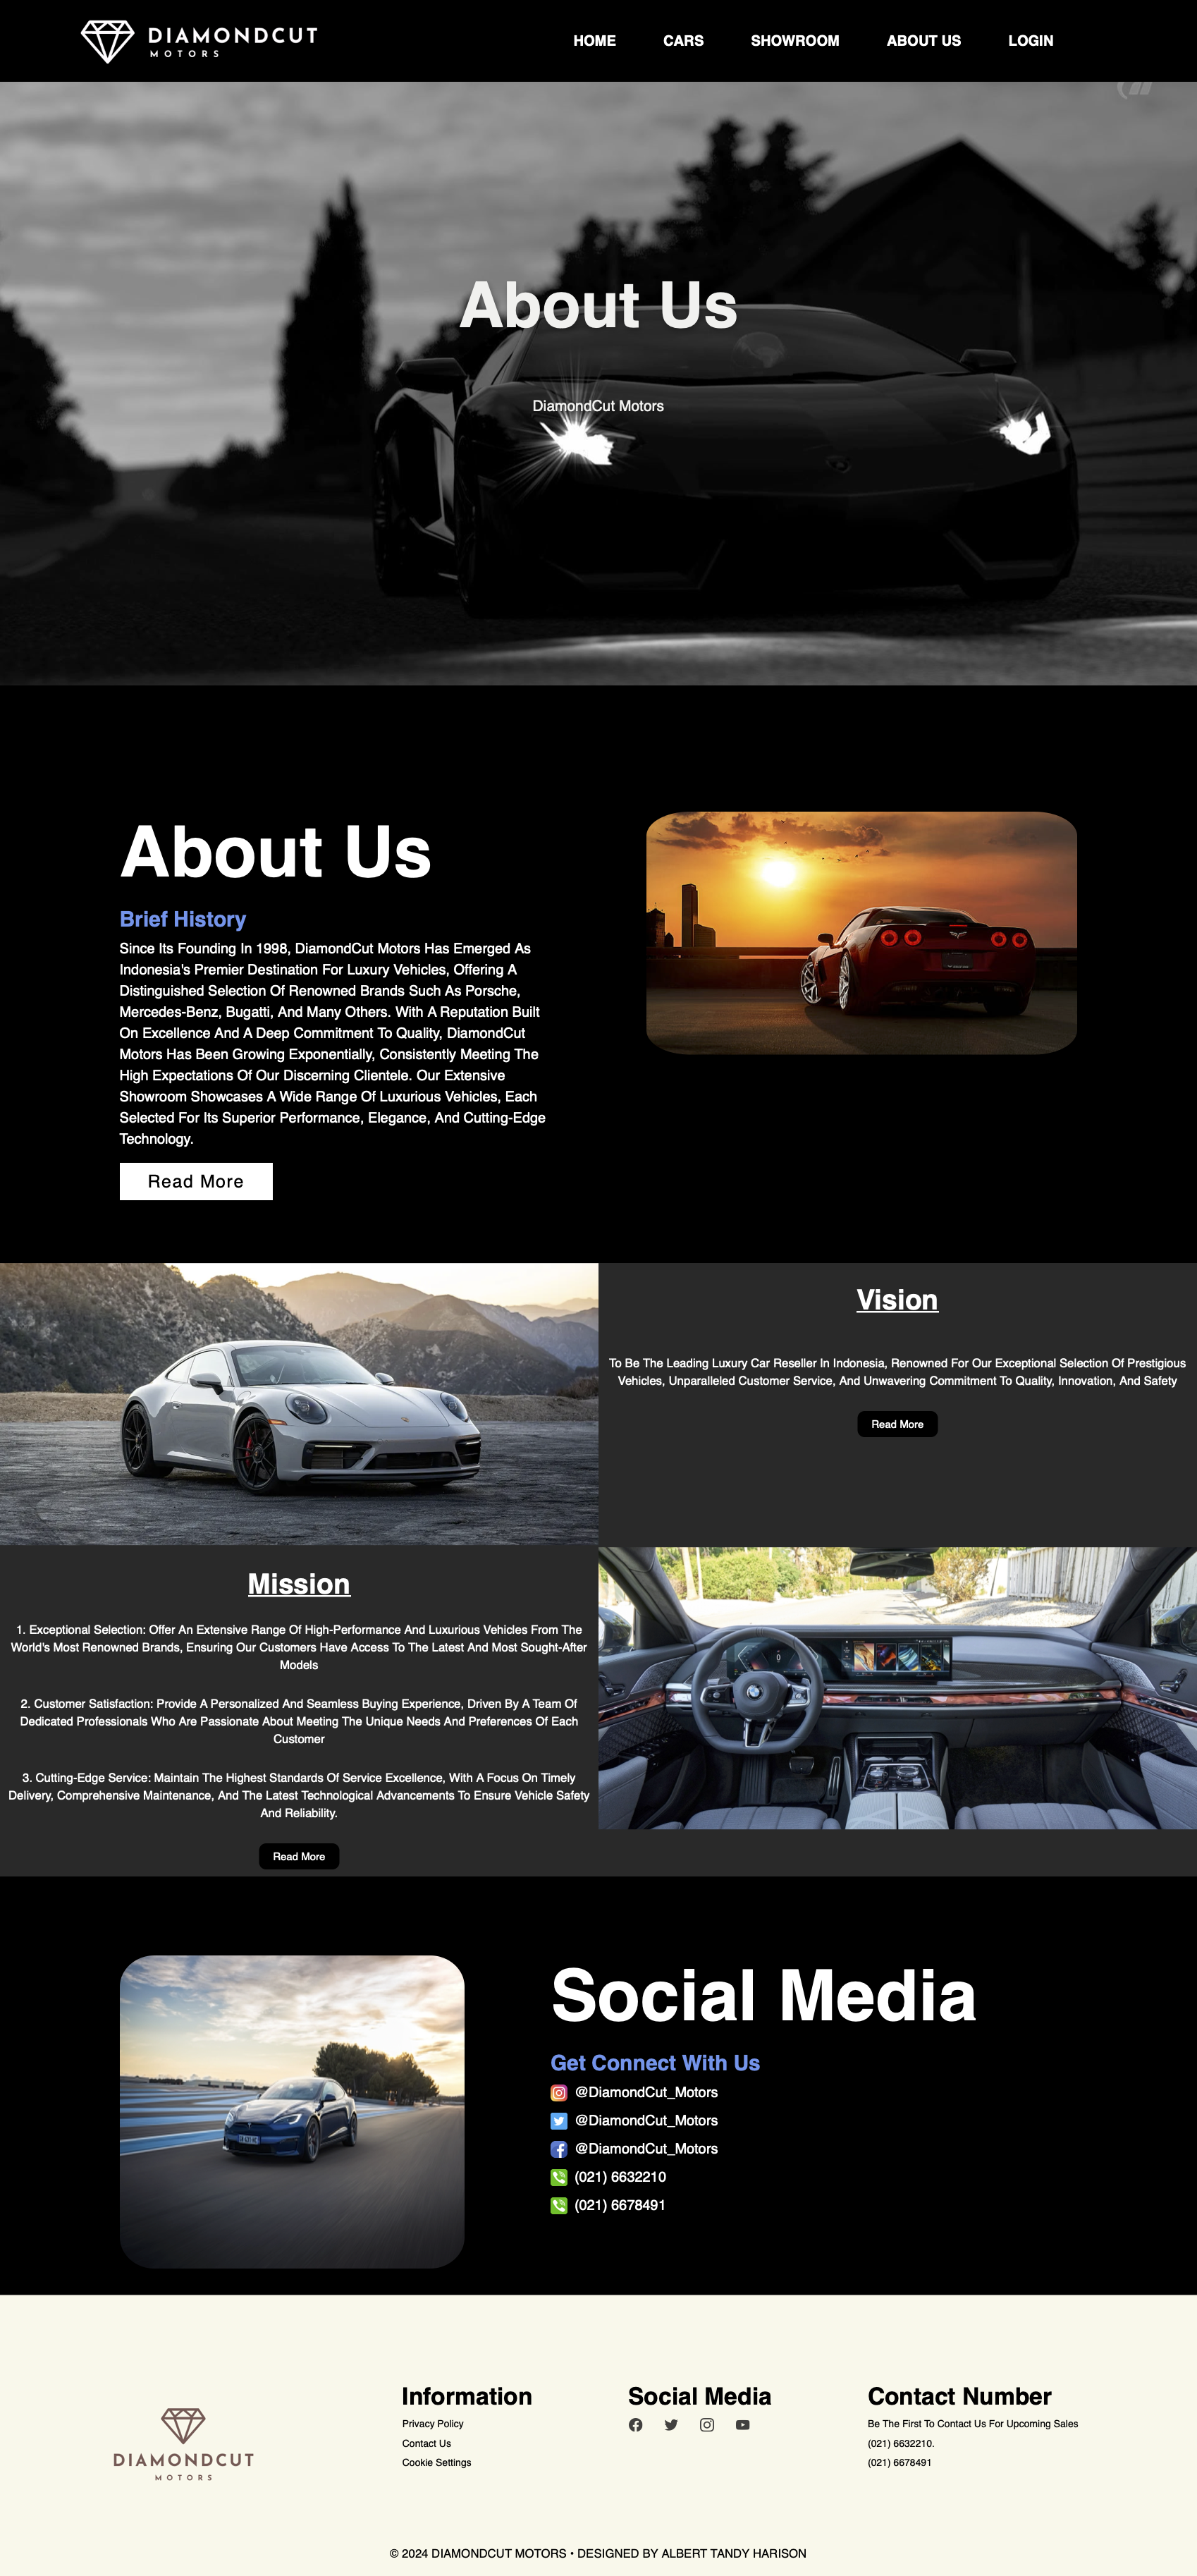 DIAMONDCUT
MOTORS
HOME CARS SHOWROOM ABOUT US LOGIN
About Us
DiamondCut Motors
About Us
Brief History
Since Its Founding In 1998, DiamondCut Motors Has Emerged As
Indonesia's Premier Destination For Luxury Vehicles, Offering A
Distinguished Selection Of Renowned Brands Such As Porsche,
Mercedes-Benz, Bugatti, And Many Others. With A Reputation Built
On Excellence And A Deep Commitment To Quality, DiamondCut
Motors Has Been Growing Exponentially, Consistently Meeting The
High Expectations Of Our Discerning Clientele. Our Extensive
Showroom Showcases A Wide Range Of Luxurious Vehicles, Each
Selected For Its Superior Performance, Elegance, And Cutting-Edge
Technology.
Read More
Vision
To Be The Leading Luxury Car Reseller In Indonesia, Renowned For Our Exceptional Selection Of Prestigious
Vehicles, Unparalleled Customer Service, And Unwavering Commitment To Quality, Innovation, And Safety
Read More
Mission
1. Exceptional Selection: Offer An Extensive Range Of High-Performance And Luxurious Vehicles From The
World's Most Renowned Brands, Ensuring Our Customers Have Access To The Latest And Most Sought-After
Models
2. Customer Satisfaction: Provide A Personalized And Seamless Buying Experience, Driven By A Team Of
Dedicated Professionals Who Are Passionate About Meeting The Unique Needs And Preferences Of Each
Customer
3. Cutting-Edge Service: Maintain The Highest Standards Of Service Excellence, With A Focus On Timely
Delivery, Comprehensive Maintenance, And The Latest Technological Advancements To Ensure Vehicle Safety
And Reliability.
Read More
Social Media
Get Connect With Us
@DiamondCut_Motors
@DiamondCut_Motors
@DiamondCut_Motors
(021) 6632210
(021) 6678491
DIAMONDCUT
MOTORS
Information
Privacy Policy
Contact Us
Cookie Settings
Social Media
Contact Number
Be The First To Contact Us For Upcoming Sales
(021) 6632210.
(021) 6678491
© 2024 DIAMONDCUT MOTORS • DESIGNED BY ALBERT TANDY HARISON